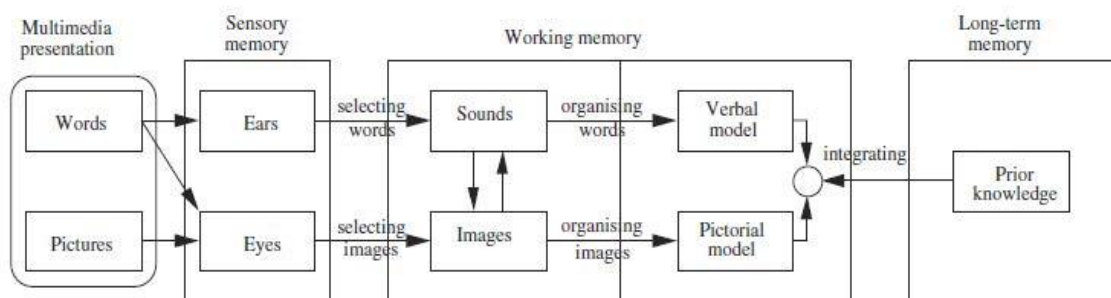 Multimedia
presentation
Sensory
memory
Working memory
Long-term
memory
Words
Ears
selecting
words
Sounds
organising
words
Verbal
model
integrating
Prior
knowledge
Pictures
Eyes
selecting
images
Images
organising
images
Pictorial
model